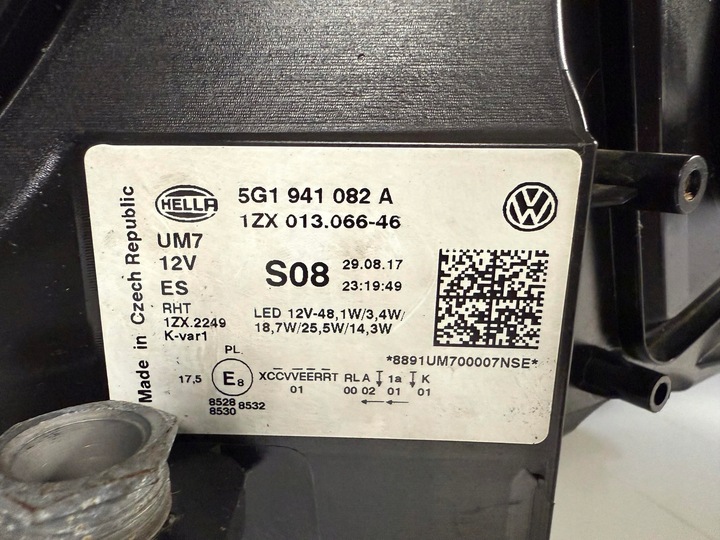 Made in Czech Republic
HELLA
5G1 941 082 A
1ZX 013.066-46
UM7
12V
ES
RHT
1ZX.2249
K-var1
S08
29.08.17
23:19:49
LED 12V-48,1W/3,4W/
18,7W/25,5W/14,3W
*8891UM700007NSE*
PL.
17,5
E8
XCCVVEERRT RLA 1a K
01 00 02 01 01
8528 8532
8530